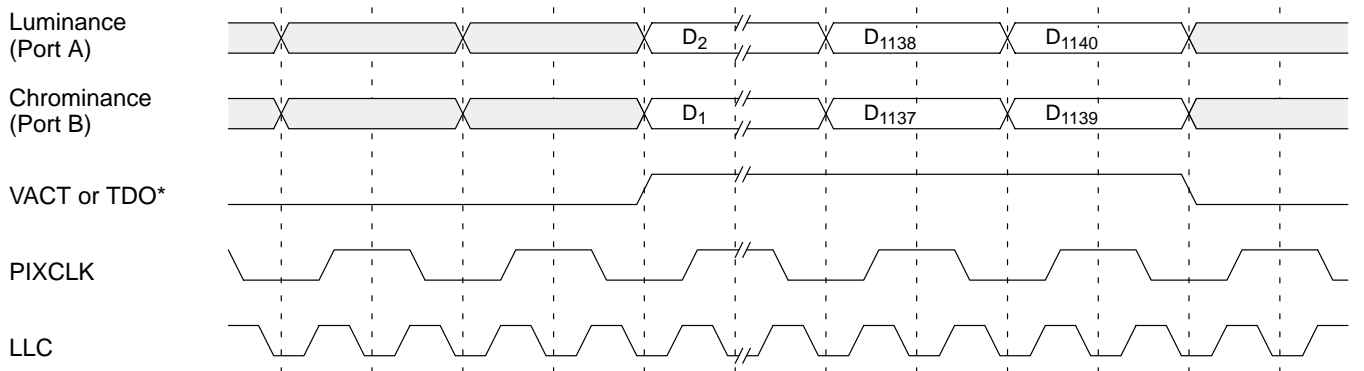 Luminance
(Port A)
D2 D1138 D1140
Chrominance
(Port B)
D1 D1137 D1139
VACT or TDO*
PIXCLK
LLC